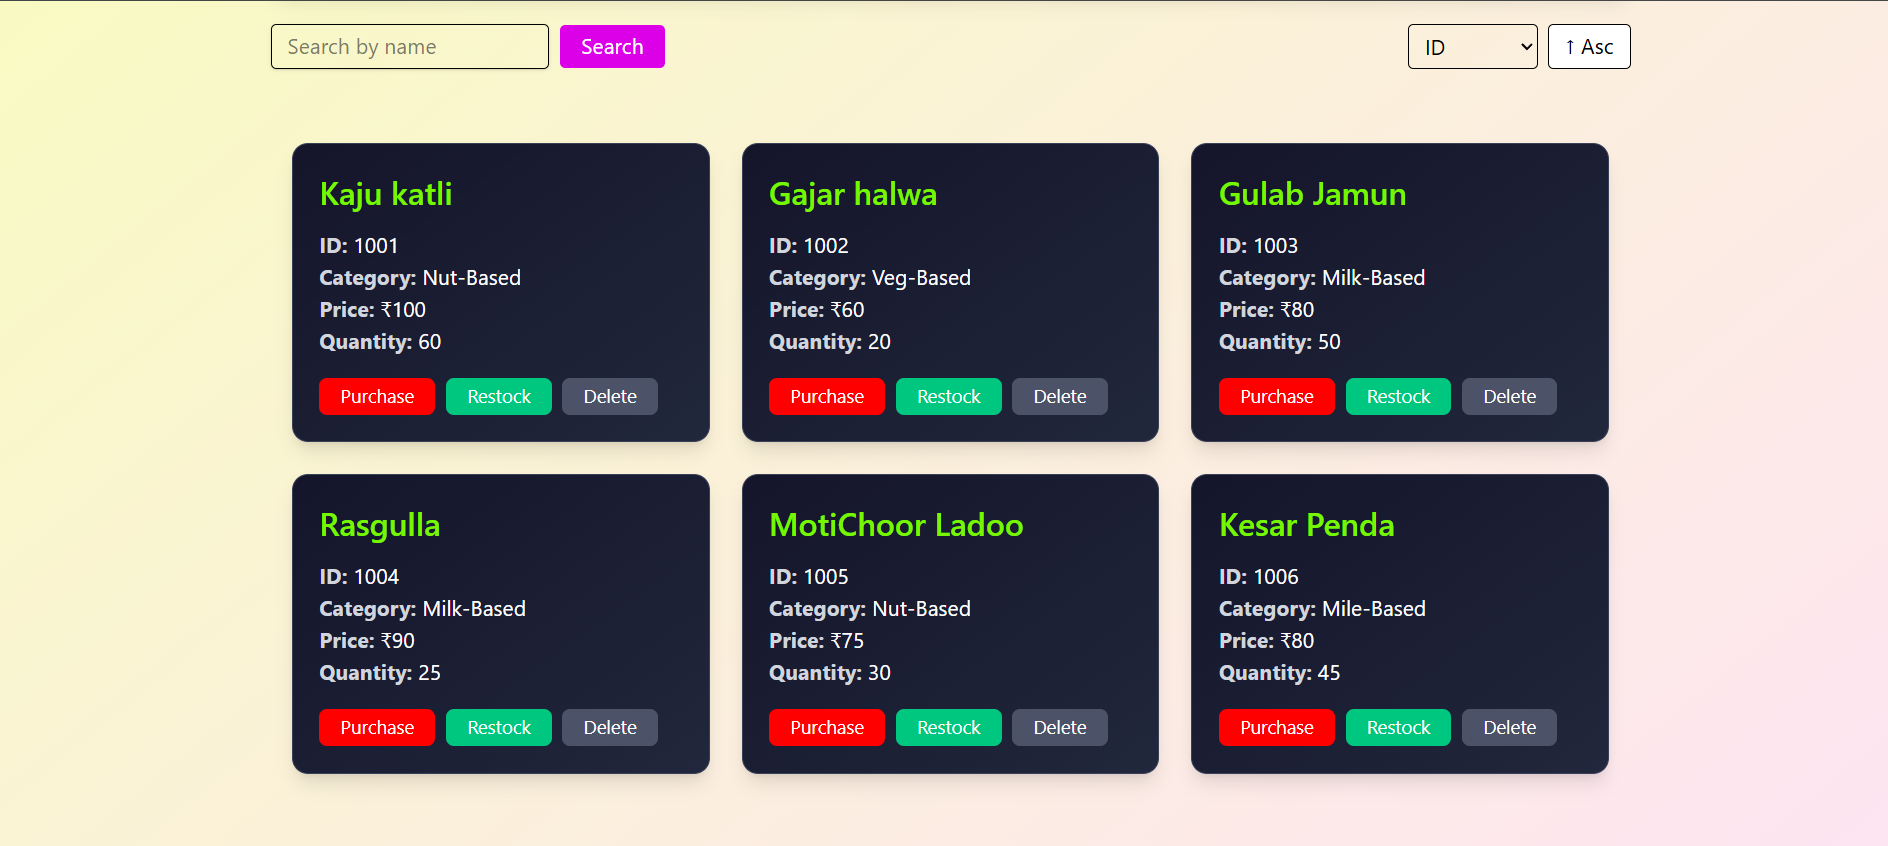 Search by name Search ID ↑ Asc
Kaju katli
ID: 1001
Category: Nut-Based
Price: ₹100
Quantity: 60
Purchase Restock Delete
Gajar halwa
ID: 1002
Category: Veg-Based
Price: ₹60
Quantity: 20
Purchase Restock Delete
Gulab Jamun
ID: 1003
Category: Milk-Based
Price: ₹80
Quantity: 50
Purchase Restock Delete
Rasgulla
ID: 1004
Category: Milk-Based
Price: ₹90
Quantity: 25
Purchase Restock Delete
MotiChoor Ladoo
ID: 1005
Category: Nut-Based
Price: ₹75
Quantity: 30
Purchase Restock Delete
Kesar Penda
ID: 1006
Category: Mile-Based
Price: ₹80
Quantity: 45
Purchase Restock Delete